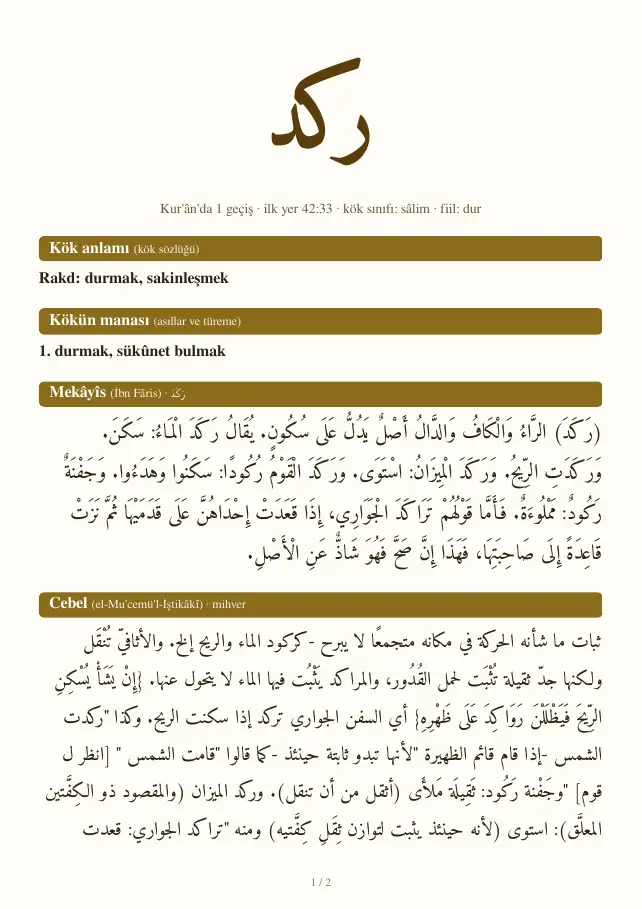 ركد
Kur'ân'da 1 geçiş · ilk yer 42:33 · kök sınıfı: sâlim · fiil: dur
Kök anlamı (kök sözlüğü)
Rakd: durmak, sakinleşmek
Kökün manası (asıllar ve türeme)
1. durmak, sükûnet bulmak
Mekâyîs (İbn Fâris) · رَكَدَ
(رَكَدَ) الرَّاءُ وَالْكَافُ وَالدَّالُ أَصْلٌ يَدُلُّ عَلَى سُكُونٍ. يُقَالُ رَكَدَ الْمَاءُ: سَكَنَ.
وَرَكَدَتِ الرِّيحُ. وَرَكَدَ الْمِيزَانُ: اسْتَوَى. وَرَكَدَ الْقَوْمُ رُكُودًا: سَكَنُوا وَهَدَءُوا. وَجَفْنَةٌ
رَكُودٌ: مَمْلُوءَةٌ. فَأَمَّا قَوْلُهُمْ تَرَاكَدَ الْجَوَارِي، إِذَا قَعَدَتْ إِحْدَاهُنَّ عَلَى قَدَمَيْهَا ثُمَّ نَزَتْ
قَاعِدَةً إِلَى صَاحِبَتِهَا، فَهَذَا إِنَّ صَحَّ فَهُوَ شَاذٌّ عَنِ الْأَصْلِ.
Cebel (el-Mu'cemü'l-İştikâkî) · mihver
ثبات ما شأنه الحركة في مكانه متجمعًا لا يبرح -كركود الماء والريح إلخ. والأثافيّ تُنْقَل
ولكنها جدّ ثقيلة تُثْبَت لحمل القُدُور، والمراكد يَثْبُت فيها الماء لا يتحول عنها. {إِنْ يَشَأْ يُسْكِنِ
الرِّيحَ فَيَظْلَلْنَ رَوَاكِدَ عَلَى ظَهْرِهِ} أي السفن الجواري تركد إذا سكنت الريح. وكذا "ركدت
الشمس -إذا قام قائم الظهيرة "لأنها تبدو ثابتة حينئذ -كما قالوا "قامت الشمس " [انظر ل
قوم] "وجَفْنة رَكُود: ثَقِيلَة مَلأَى (أثقل من أن تنقل). وركد الميزان (والمقصود ذو الكِفَّتين
المعلَّق): استوى (لأنه حينئذ يثبت لتوازن ثِقَلِ كِفَّتيه) ومنه "تراكد الجواري: قعدت
1 / 2